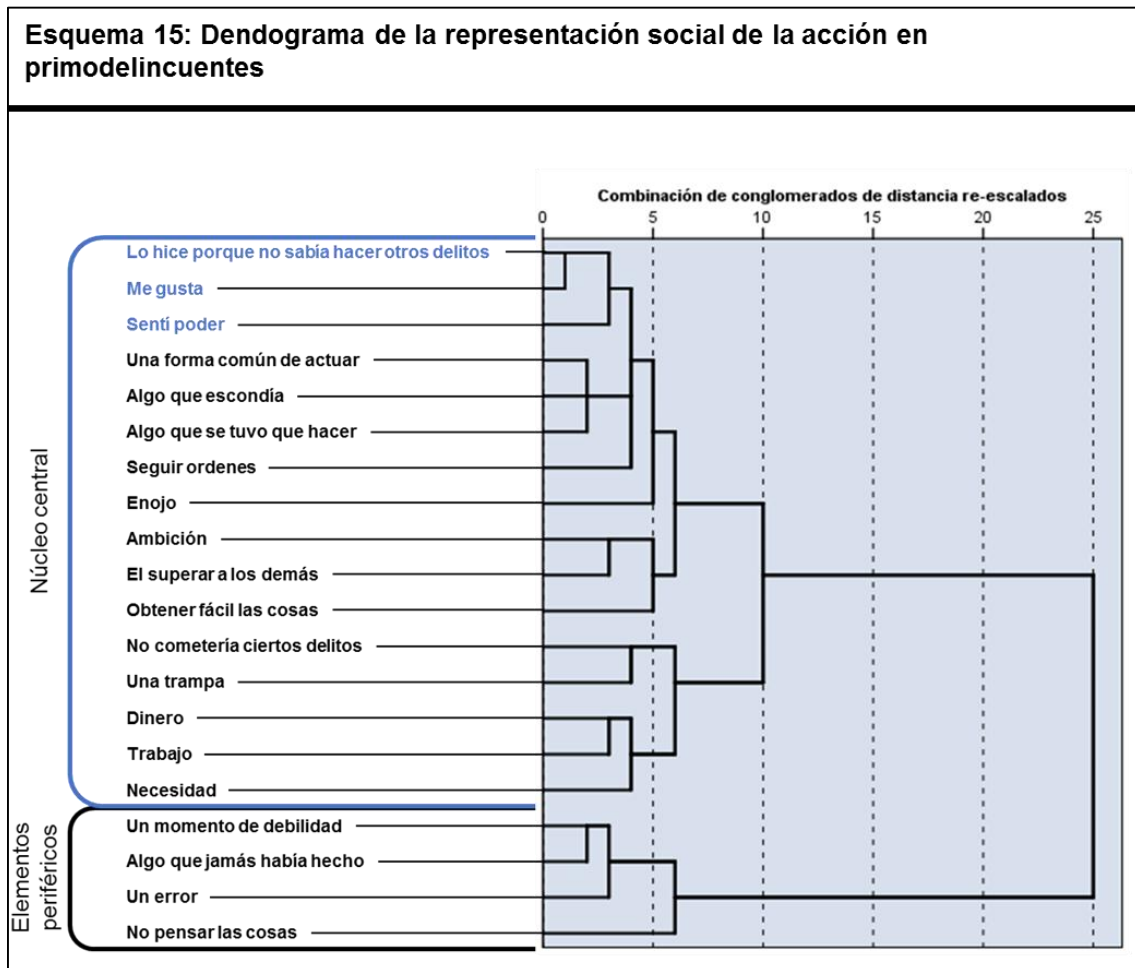 Esquema 15: Dendograma de la representación social de la acción en
primodelincuentes
Combinación de conglomerados de distancia re-escalados
0 5 10 15 20 25
Núcleo central
Lo hice porque no sabía hacer otros delitos
Me gusta
Sentí poder
Una forma común de actuar
Algo que escondía
Algo que se tuvo que hacer
Seguir ordenes
Enojo
Ambición
El superar a los demás
Obtener fácil las cosas
No cometería ciertos delitos
Una trampa
Dinero
Trabajo
Necesidad
Elementos
periféricos
Un momento de debilidad
Algo que jamás había hecho
Un error
No pensar las cosas